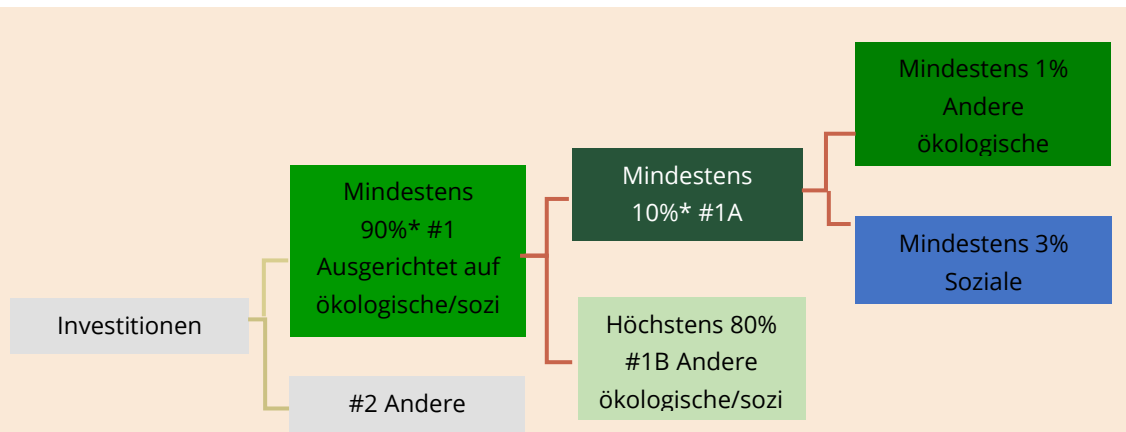 Investitionen
Mindestens
90%* #1
Ausgerichtet auf
ökologische/sozi
#2 Andere
Mindestens
10%* #1A
Höchstens 80%
#1B Andere
ökologische/sozi
Mindestens 1%
Andere
ökologische
Mindestens 3%
Soziale